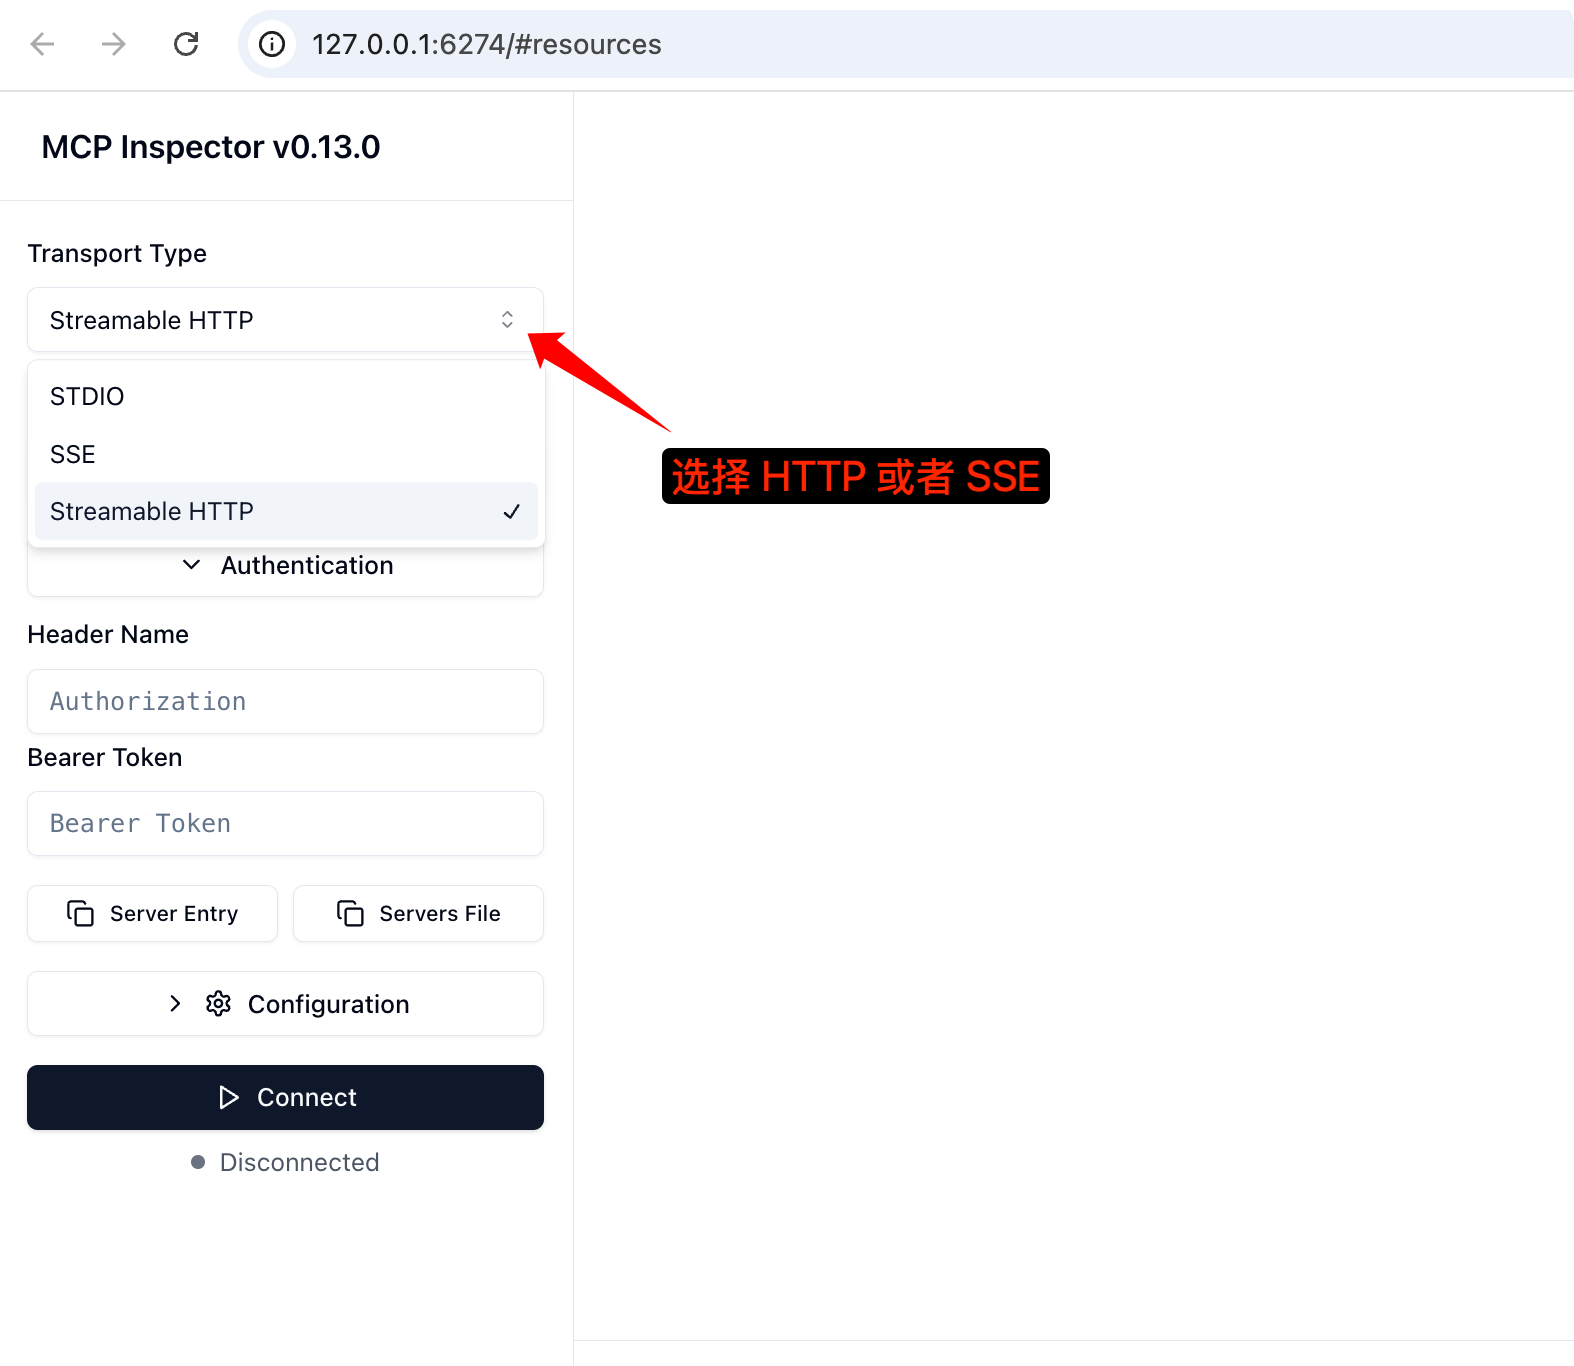 127.0.0.1:6274/#resources
MCP Inspector v0.13.0
Transport Type
Streamable HTTP
STDIO
SSE
Streamable HTTP
选择 HTTP 或者 SSE
Authentication
Header Name
Authorization
Bearer Token
Bearer Token
Server Entry
Servers File
Configuration
Connect
Disconnected